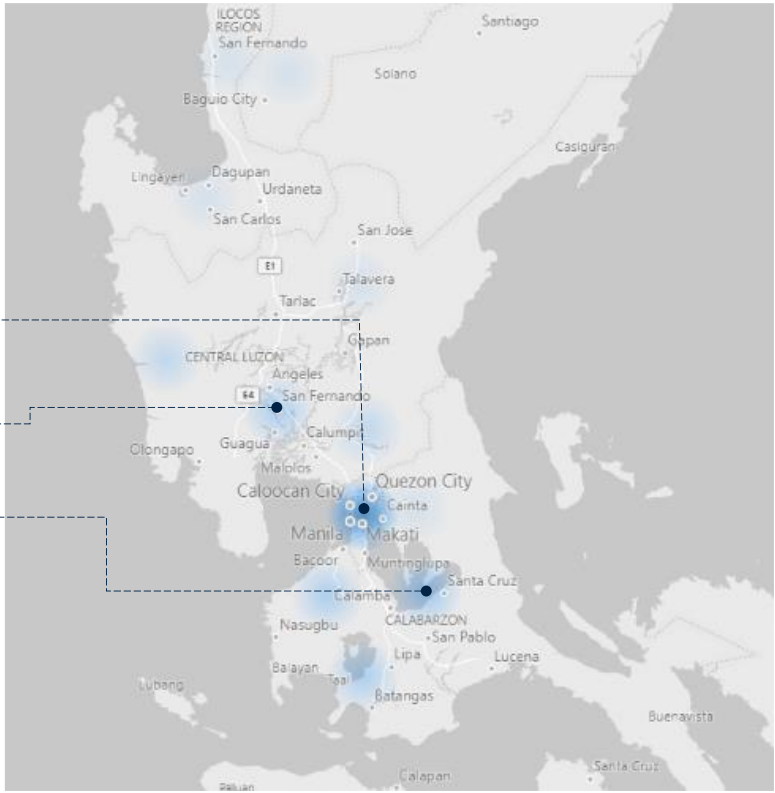 ILOCOS
REGION
San Fernando
Santiago
Solano
Baguio City
Casiguran
Lingayen
Dagupan
Urdaneta
San Carlos
San Jose
E1
Talavera
Tarlac
Gapan
CENTRAL LUZON
Angeles
E4
San Fernando
Guagua
Calumpit
Olongapo
Malolos
Quezon City
Caloocan City
Cainta
Manila
Makati
Bacoor
Muntinglupa
Santa Cruz
Calamba
CALABARZON
Nasugbu
San Pablo
Lipa
Lucena
Balayan
Taal
Lubang
Batangas
Buenavista
Santa Cruz
Calapan
Paluan